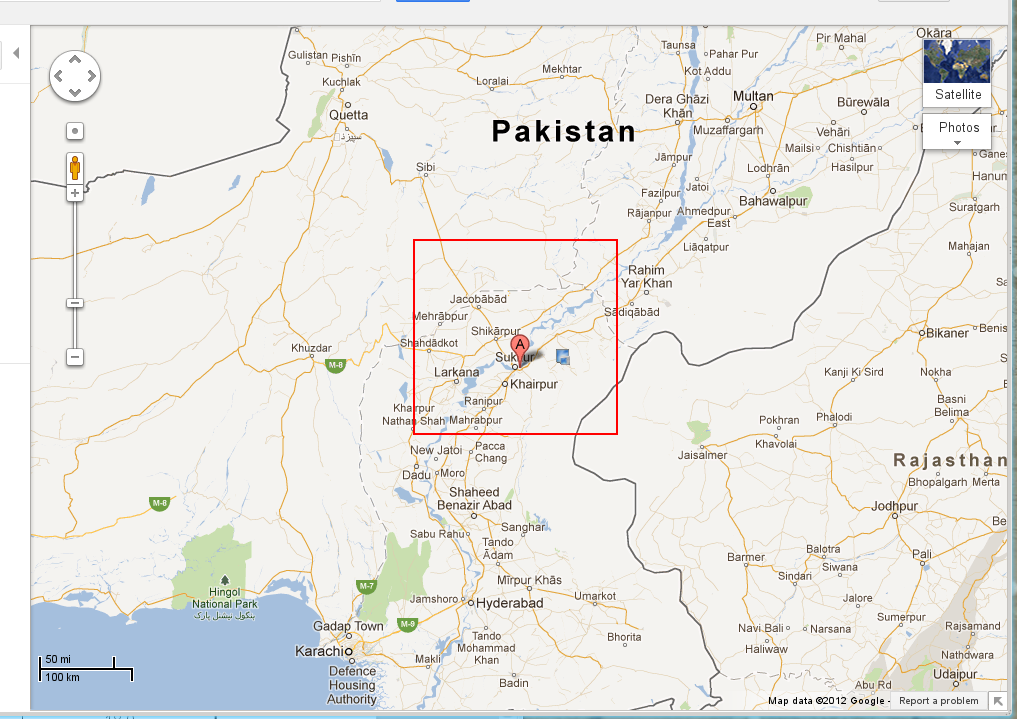 Okāra
Pir Mahal
Taunsa
Pahar Pur
Gulistan
Pishīn
Mehtar
Kot Addu
Kuchlak
Loralai
Satellite
Multan
Dera Ghāzi
Khān
Būrewāla
Quetta
Photos
Pakistan
Muzaffargarh
Vehāri
Mailsi
Chishtiān
Jāmpur
Lodhrān
Hasilpur
Sibi
Fazilpur
Jatoi
Bahawalpur
Suratgarh
Rājanpur
Ahmedpur
East
Liāqatpur
Mahajan
Rahim
Yar Khan
Jacobābād
Sādiqābād
Mehrābpur
Shikārpur
Bikaner
Khuzdar
Shahdādkot
A
Sukkur
M-8
Larkana
Khairpur
Kanji Ki Sird
Nokha
Ranipur
Basni
Belima
Khairpur
Nathan Shah
Mahrabpur
Pokhran
Phalodi
Khavolai
New Jatoi
Pacca
Chang
Jaisalmer
Rajasthan
Dadu
Moro
Bhopalgarh
Merta
Shaheed
Benazir Abad
M-8
Jodhpur
Sabu Rahu
Sanghar
Tando
Ādam
Barmer
Balotra
Pali
Siwana
Sindari
Hingol
National Park
M-7
Mīrpur Khās
Jamshoro
Hyderabad
Umarkot
Jalore
Sumerpur
Gadap Town
M-9
Bhorita
Navi Bali
Narsana
Rajsamand
Karachi
Tando
Mohammad
Khan
Haliwaw
Nathdwara
50 mi
100 km
Makli
Defence
Housing
Authority
Badin
Abu Rd
Udaipur
Map data ©2012 Google -
Report a problem